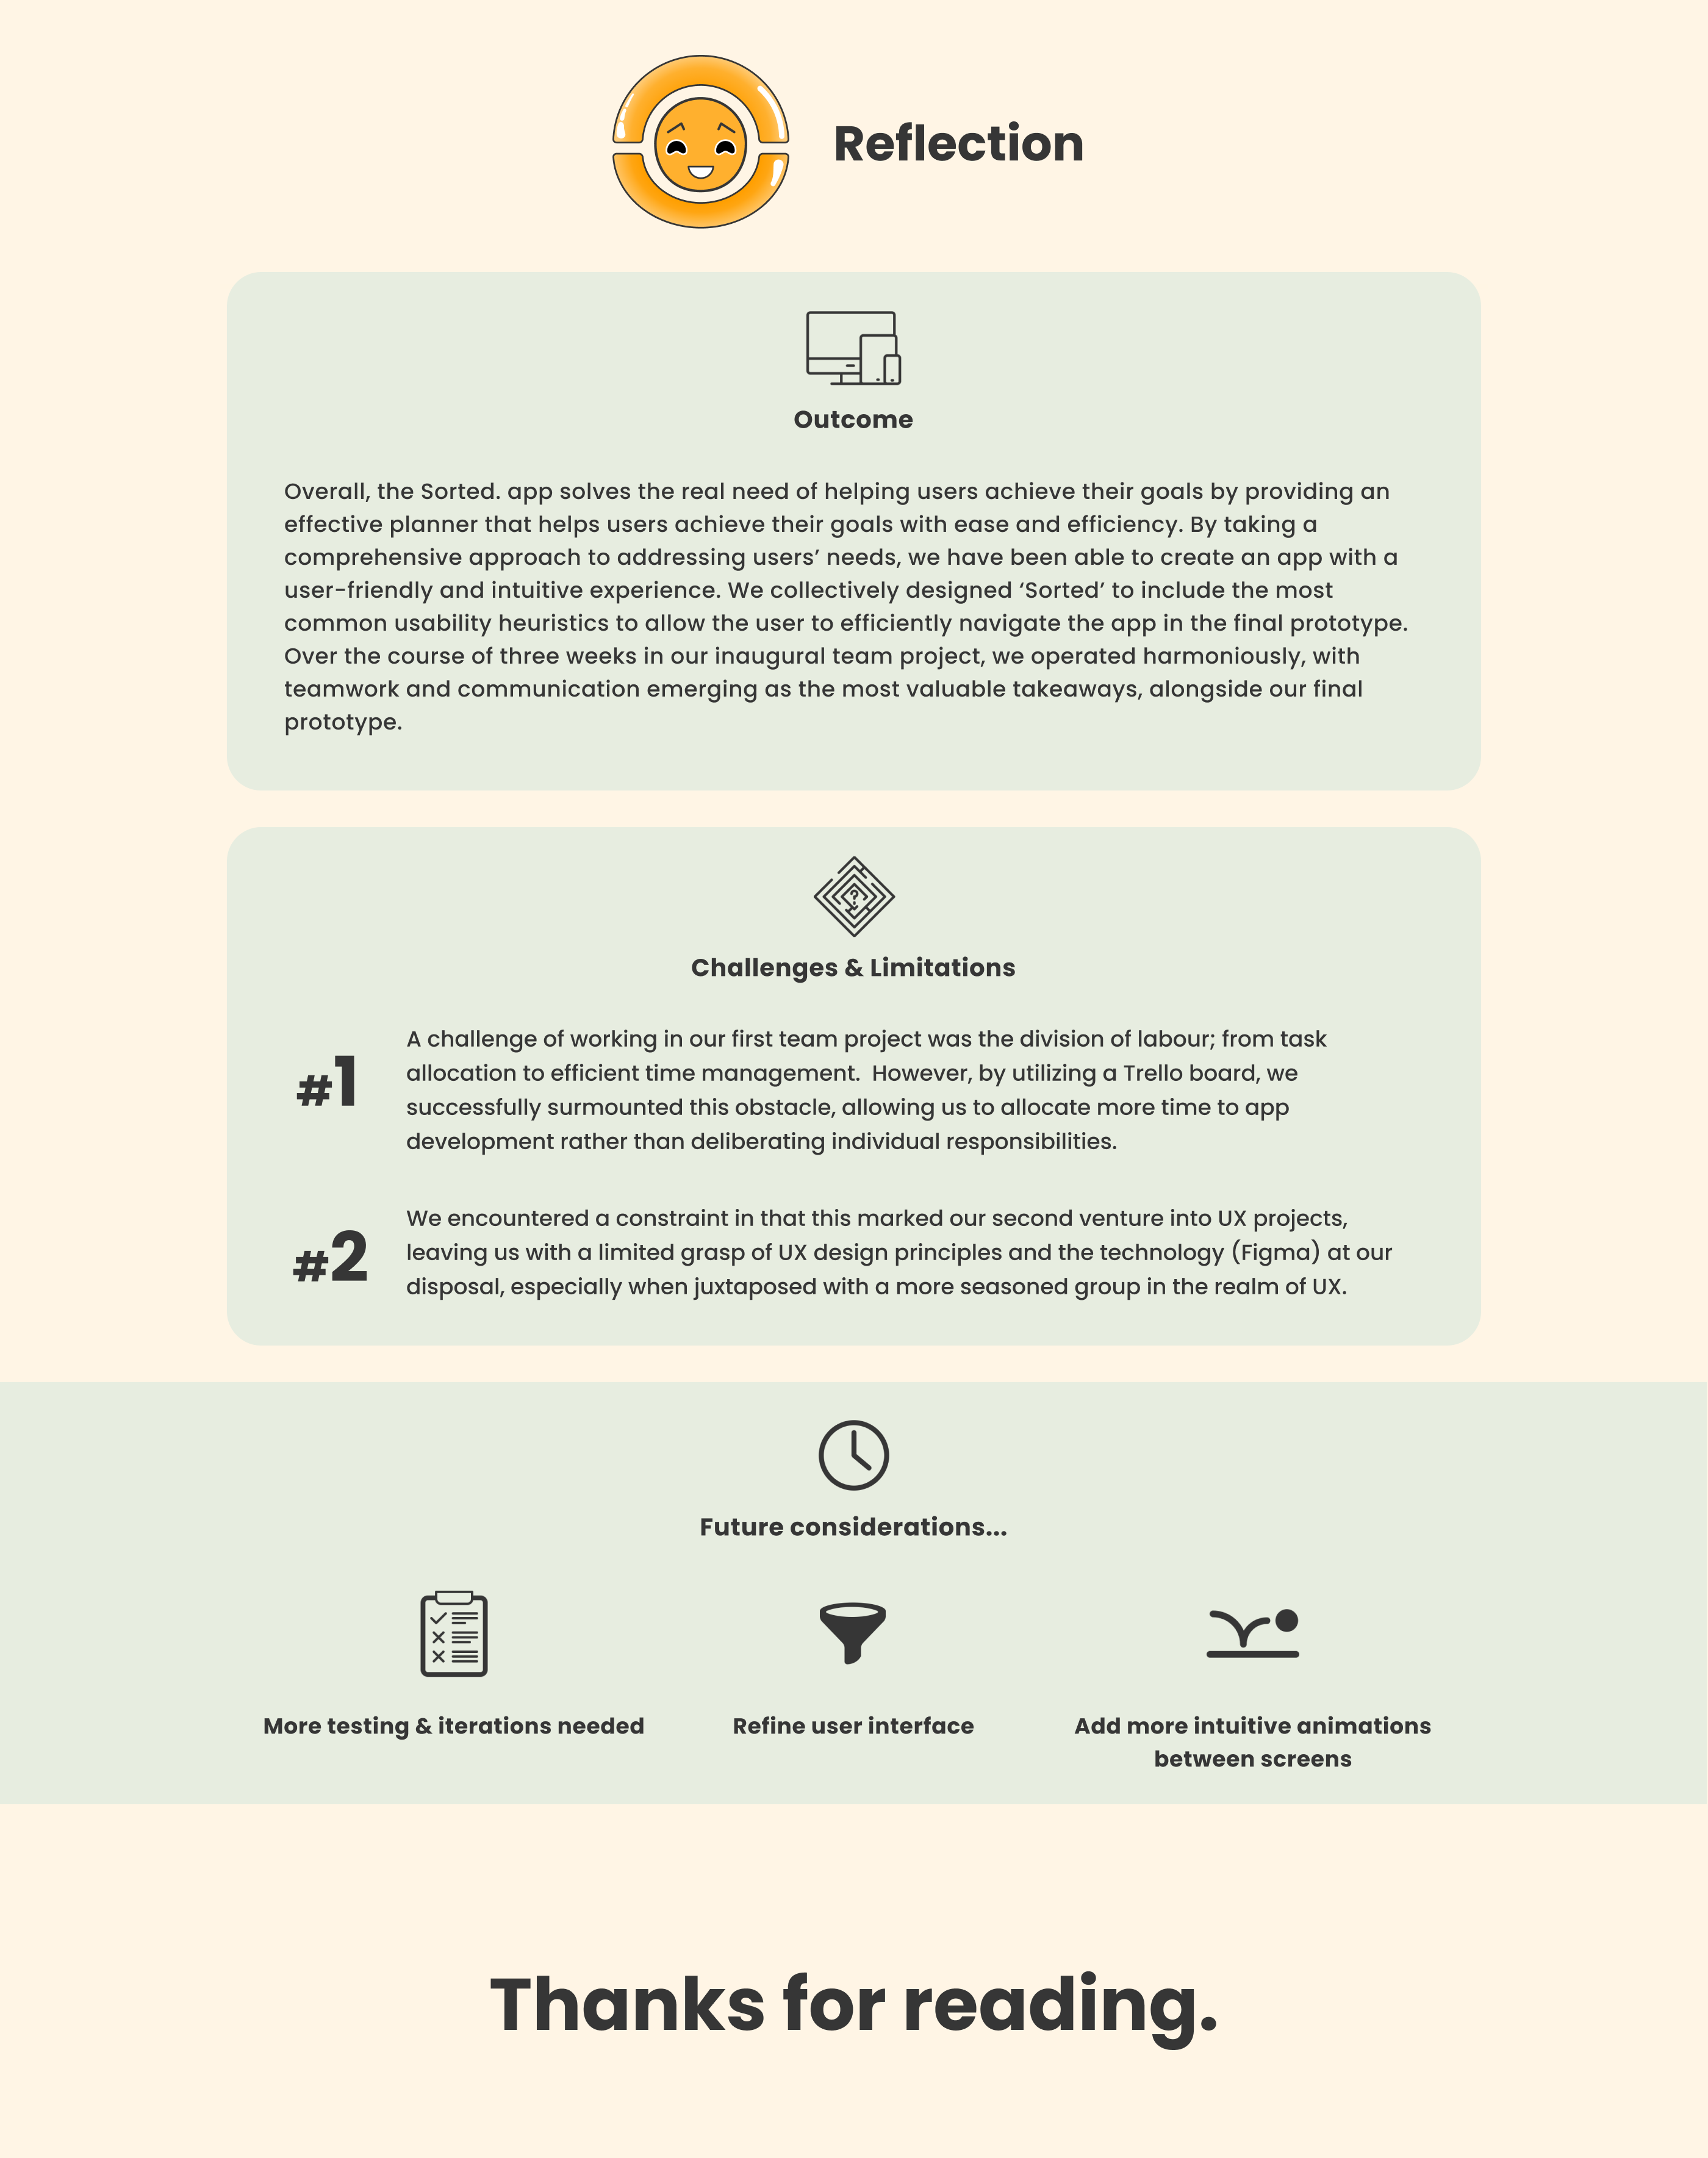 Reflection
Outcome
Overall, the Sorted. app solves the real need of helping users achieve their goals by providing an
effective planner that helps users achieve their goals with ease and efficiency. By taking a
comprehensive approach to addressing users’ needs, we have been able to create an app with a
user-friendly and intuitive experience. We collectively designed ‘Sorted’ to include the most
common usability heuristics to allow the user to efficiently navigate the app in the final prototype.
Over the course of three weeks in our inaugural team project, we operated harmoniously, with
teamwork and communication emerging as the most valuable takeaways, alongside our final
prototype.
?
Challenges & Limitations
#1
A challenge of working in our first team project was the division of labour; from task
allocation to efficient time management.  However, by utilizing a Trello board, we
successfully surmounted this obstacle, allowing us to allocate more time to app
development rather than deliberating individual responsibilities.
#2
We encountered a constraint in that this marked our second venture into UX projects,
leaving us with a limited grasp of UX design principles and the technology (Figma) at our
disposal, especially when juxtaposed with a more seasoned group in the realm of UX.
Future considerations...
More testing & iterations needed
Refine user interface
Add more intuitive animations
between screens
Thanks for reading.